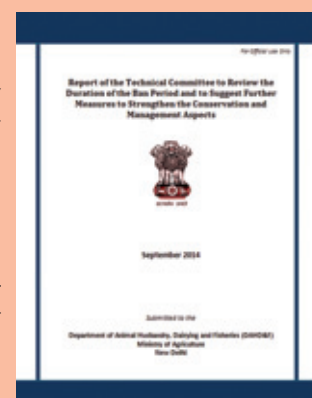 For Official Use Only
Report of the Technical Committee to Review the
Duration of the Ban Period and to Suggest Further
Measures to Strengthen the Conservation and
Management Aspects
September 2014
Submitted to the
Department of Animal Husbandry, Dairying and Fisheries (DAHD&F)
Ministry of Agriculture
New Delhi